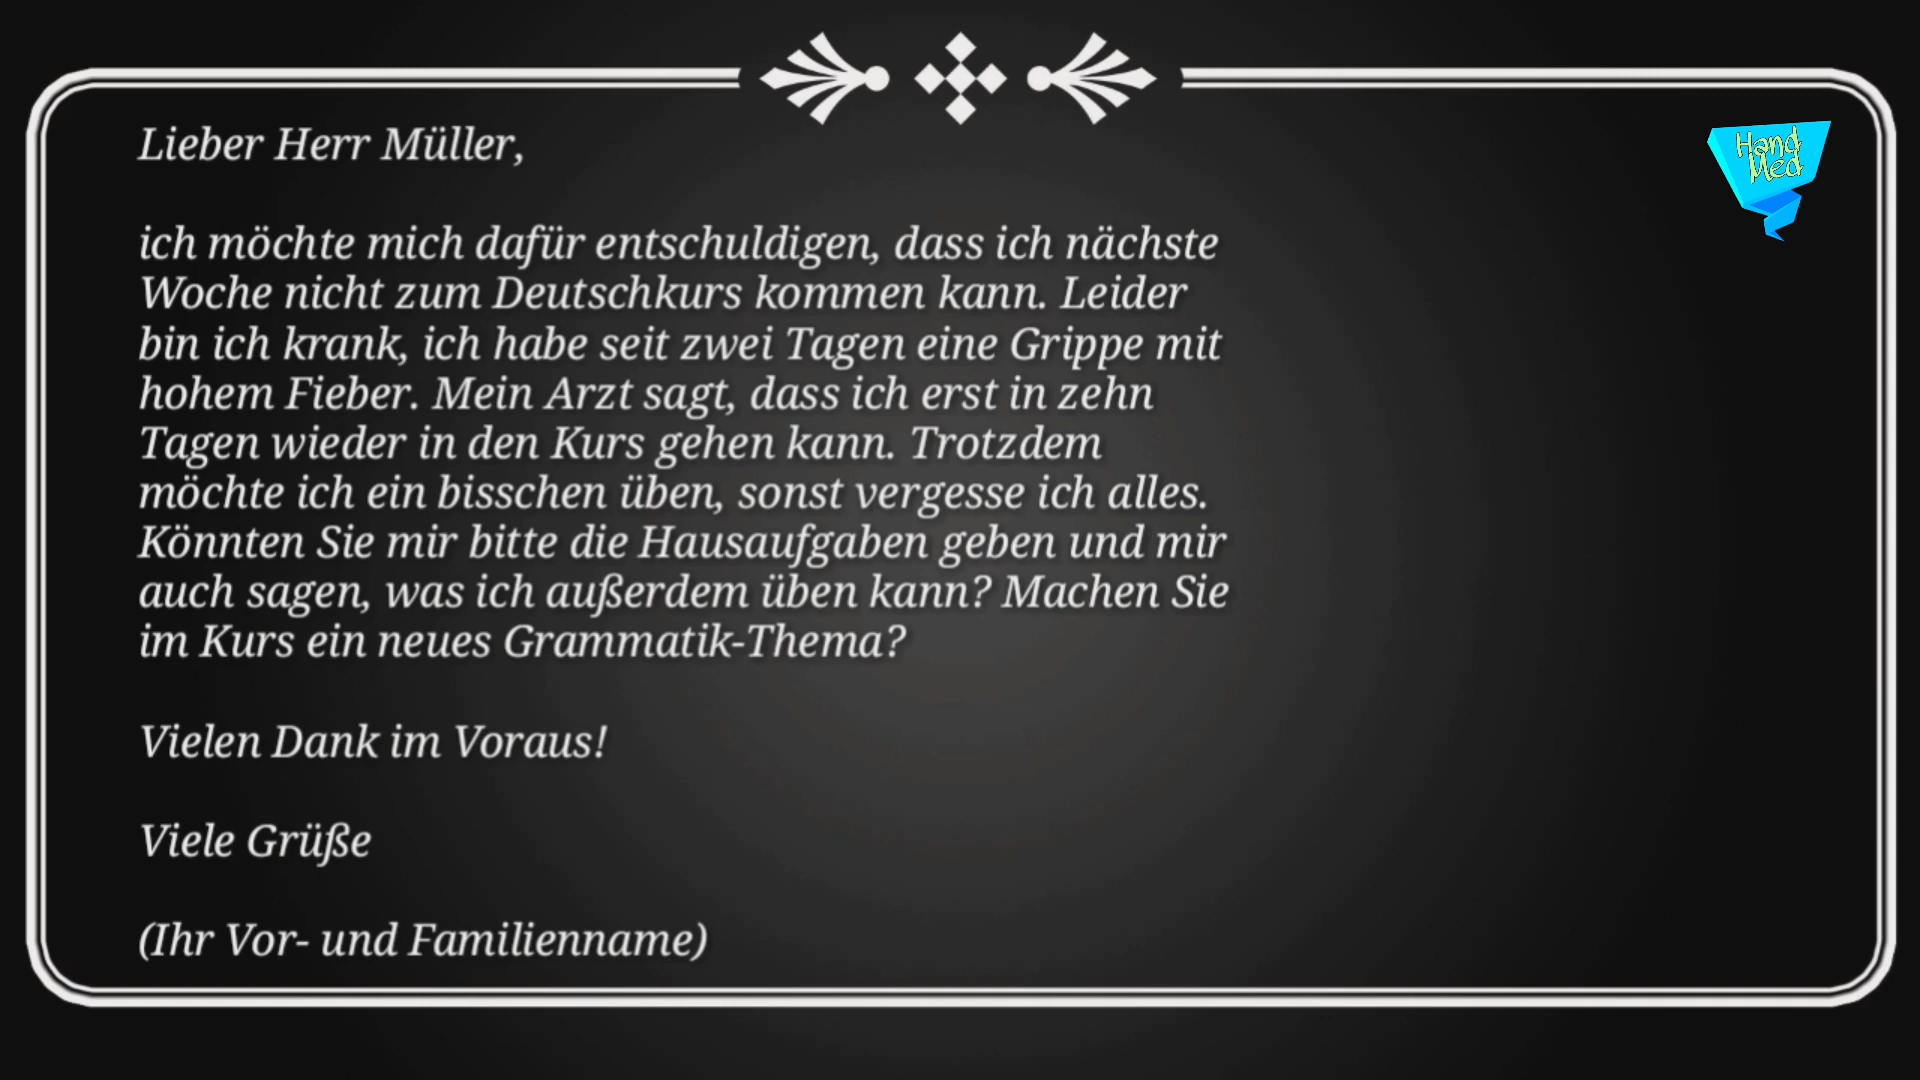 Lieber Herr Müller,
Hand
Med
ich möchte mich dafür entschuldigen, dass ich nächste
Woche nicht zum Deutschkurs kommen kann. Leider
bin ich krank, ich habe seit zwei Tagen eine Grippe mit
hohem Fieber. Mein Arzt sagt, dass ich erst in zehn
Tagen wieder in den Kurs gehen kann. Trotzdem
möchte ich ein bisschen üben, sonst vergesse ich alles.
Könnten Sie mir bitte die Hausaufgaben geben und mir
auch sagen, was ich außerdem üben kann? Machen Sie
im Kurs ein neues Grammatik-Thema?
Vielen Dank im Voraus!
Viele Grüße
(Ihr Vor- und Familienname)